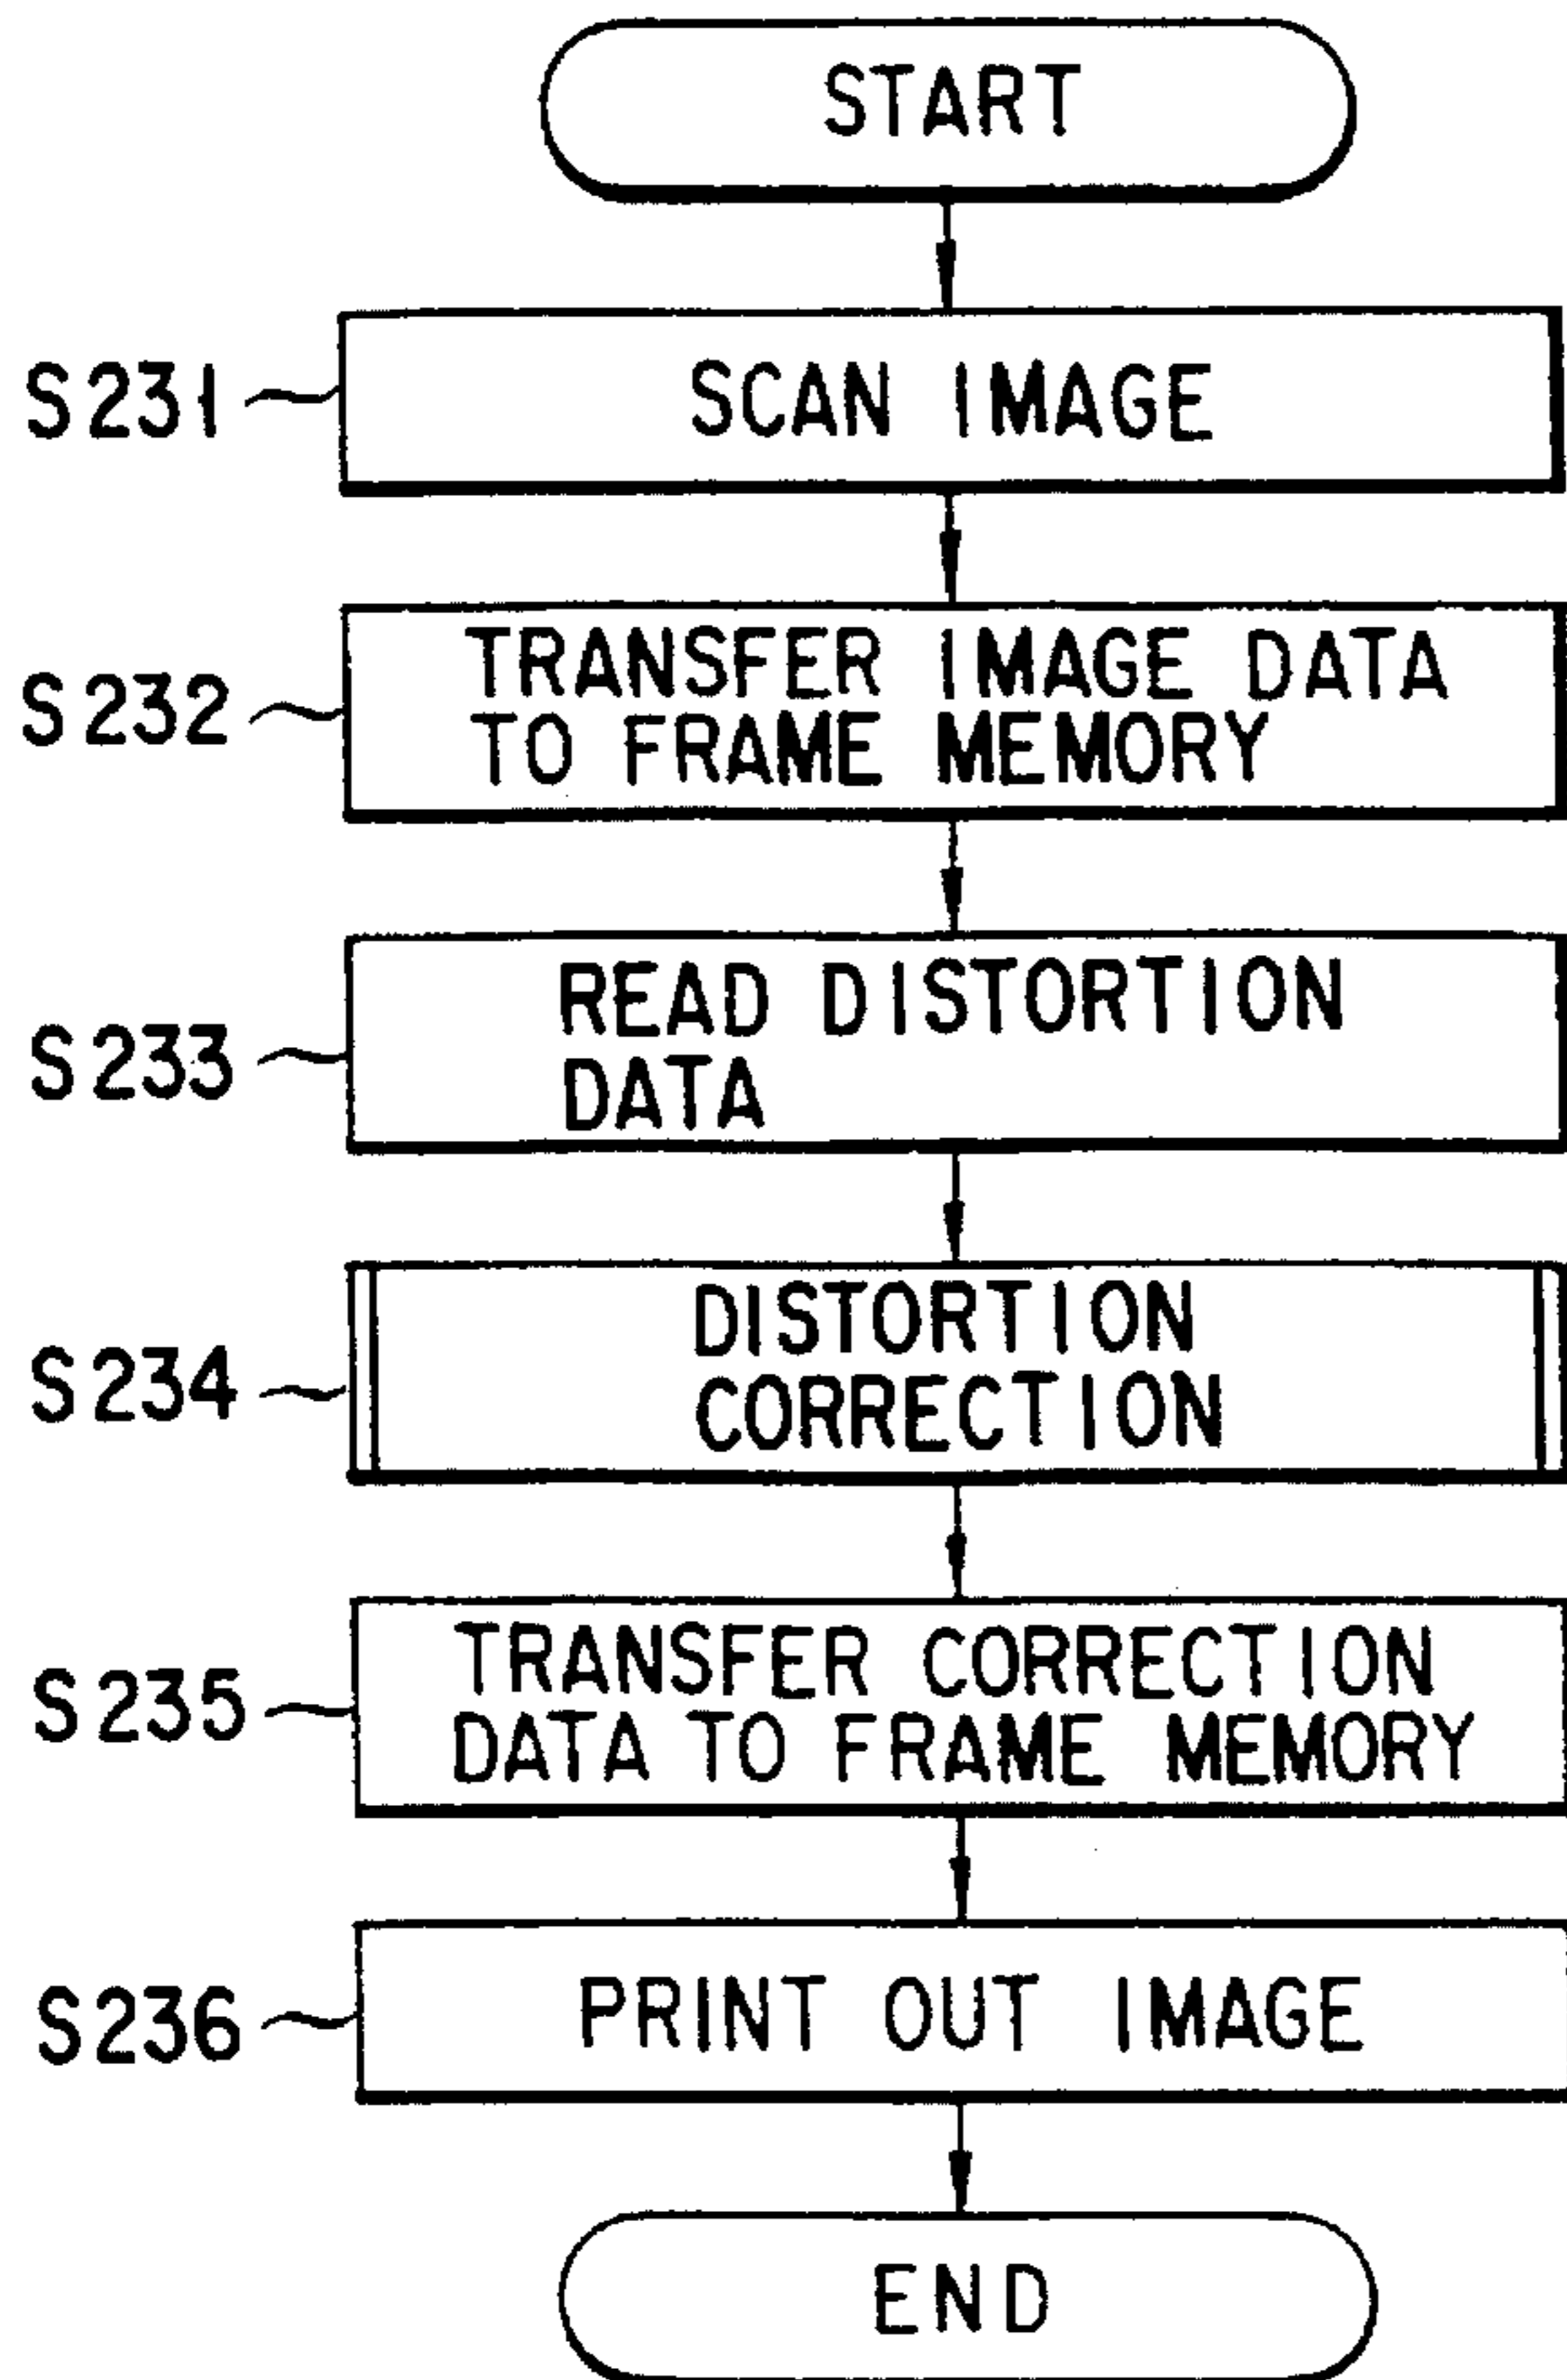 START
S231
SCAN IMAGE
S232
TRANSFER IMAGE DATA
TO FRAME MEMORY
S233
READ DISTORTION
DATA
S234
DISTORTION
CORRECTION
S235
TRANSFER CORRECTION
DATA TO FRAME MEMORY
S236
PRINT OUT IMAGE
END